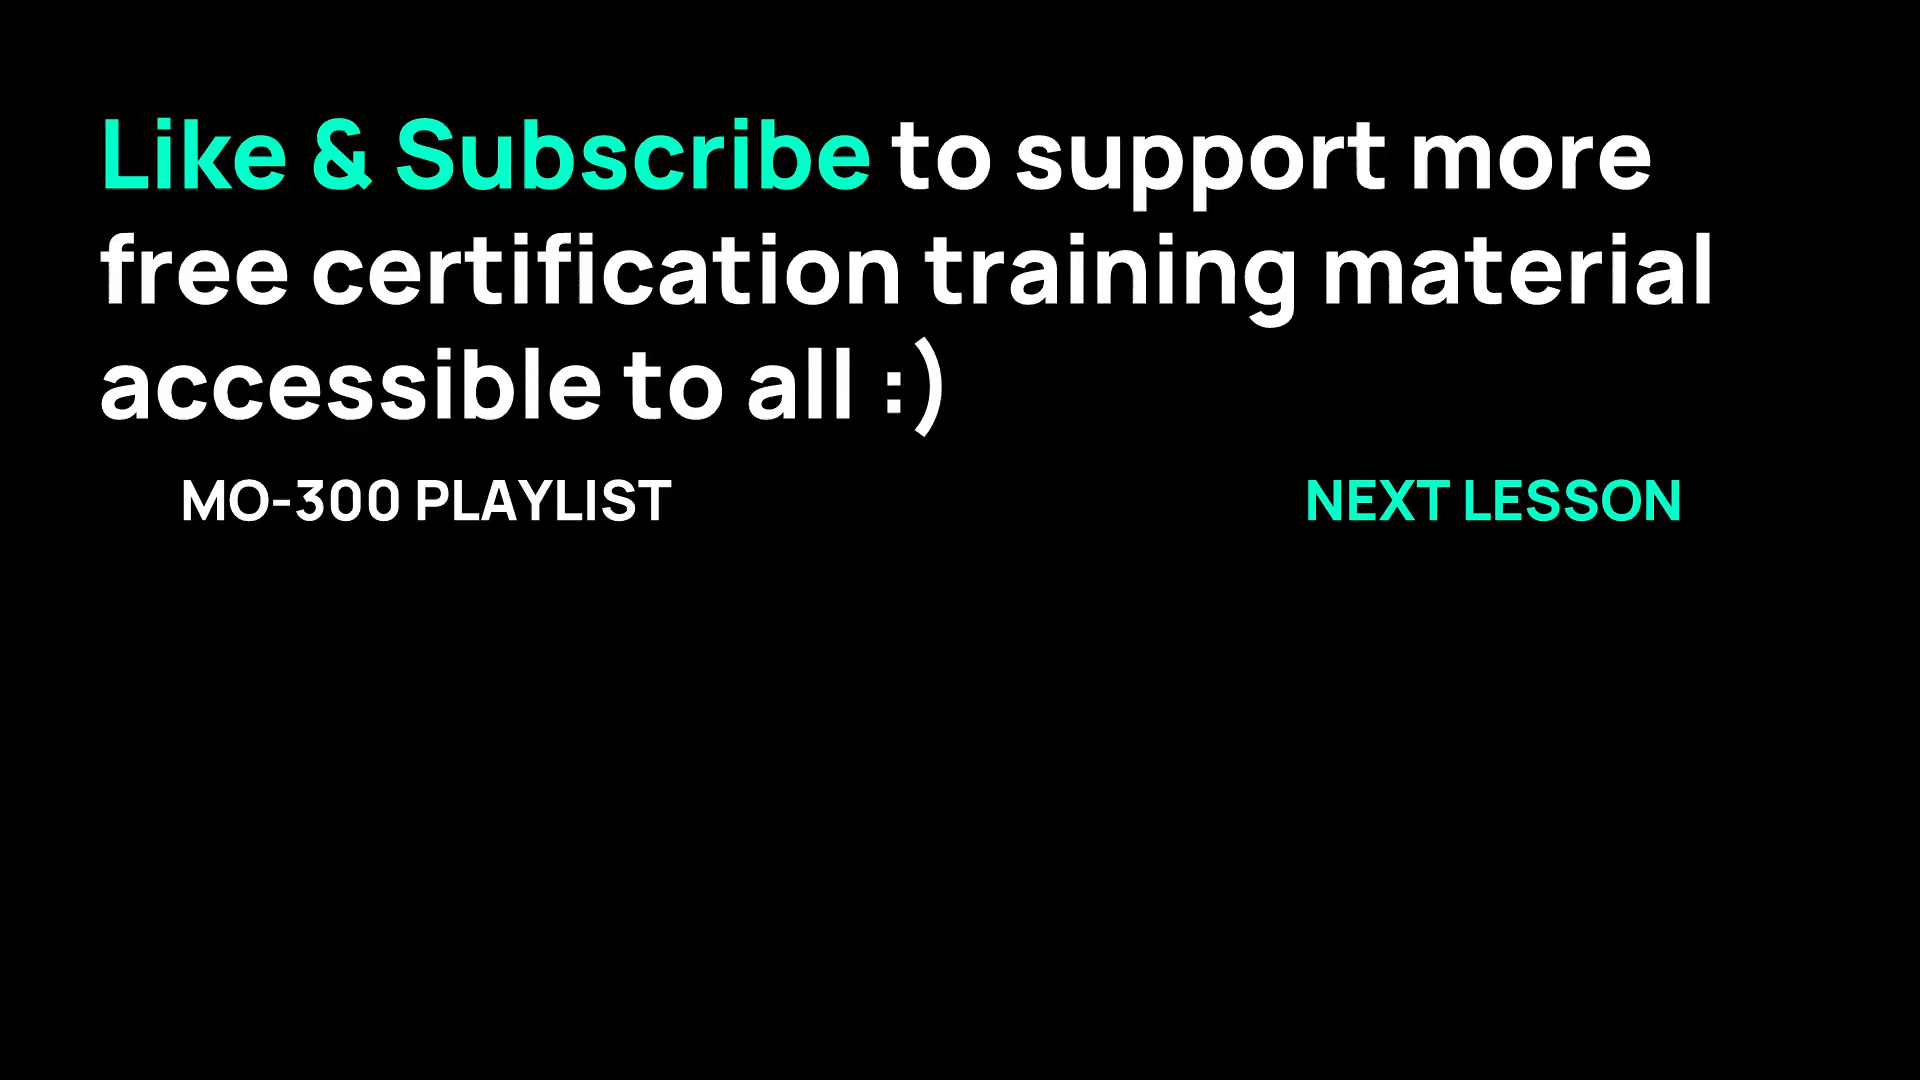 Like & Subscribe to support more
free certification training material
accessible to all :)
MO-300 PLAYLIST
NEXT LESSON